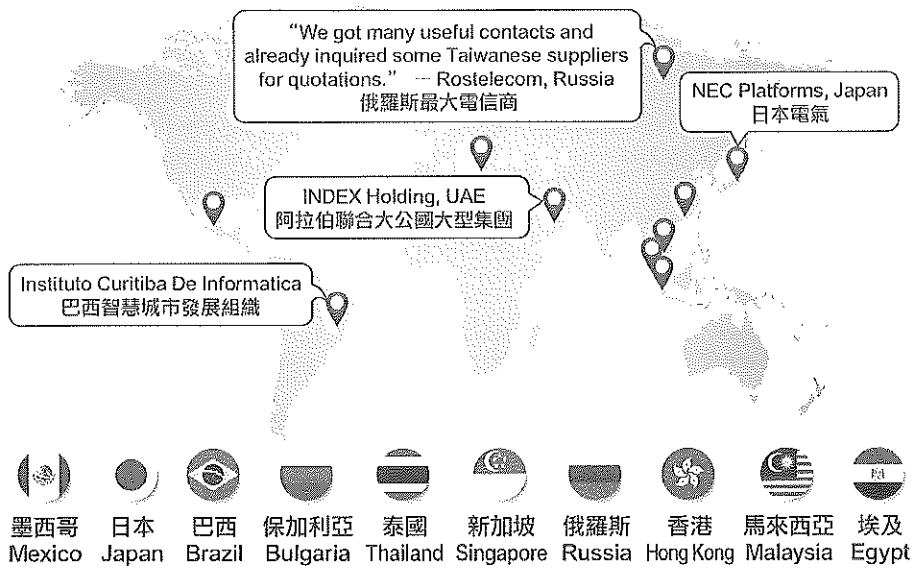 “We got many useful contacts and
already inquired some Taiwanese suppliers
for quotations.” — Rostelecom, Russia
俄羅斯最大電信商
NEC Platforms, Japan
日本電氣
INDEX Holding, UAE
阿拉伯聯合大公國大型集團
Instituto Curitiba De Informatica
巴西智慧城市發展組織
墨西哥 日本 巴西 保加利亞 泰國 新加坡 俄羅斯 香港 馬來西亞 埃及
Mexico Japan Brazil Bulgaria Thailand Singapore Russia Hong Kong Malaysia Egypt